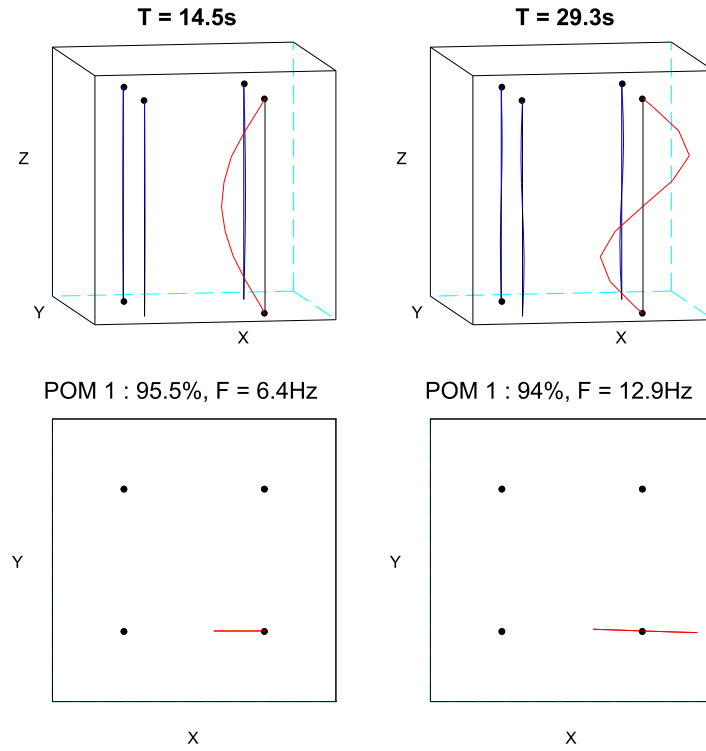 T = 14.5s
T = 29.3s
Z
Z
Y
X
Y
X
POM 1 : 95.5%, F = 6.4Hz
POM 1 : 94%, F = 12.9Hz
Y
Y
X
X